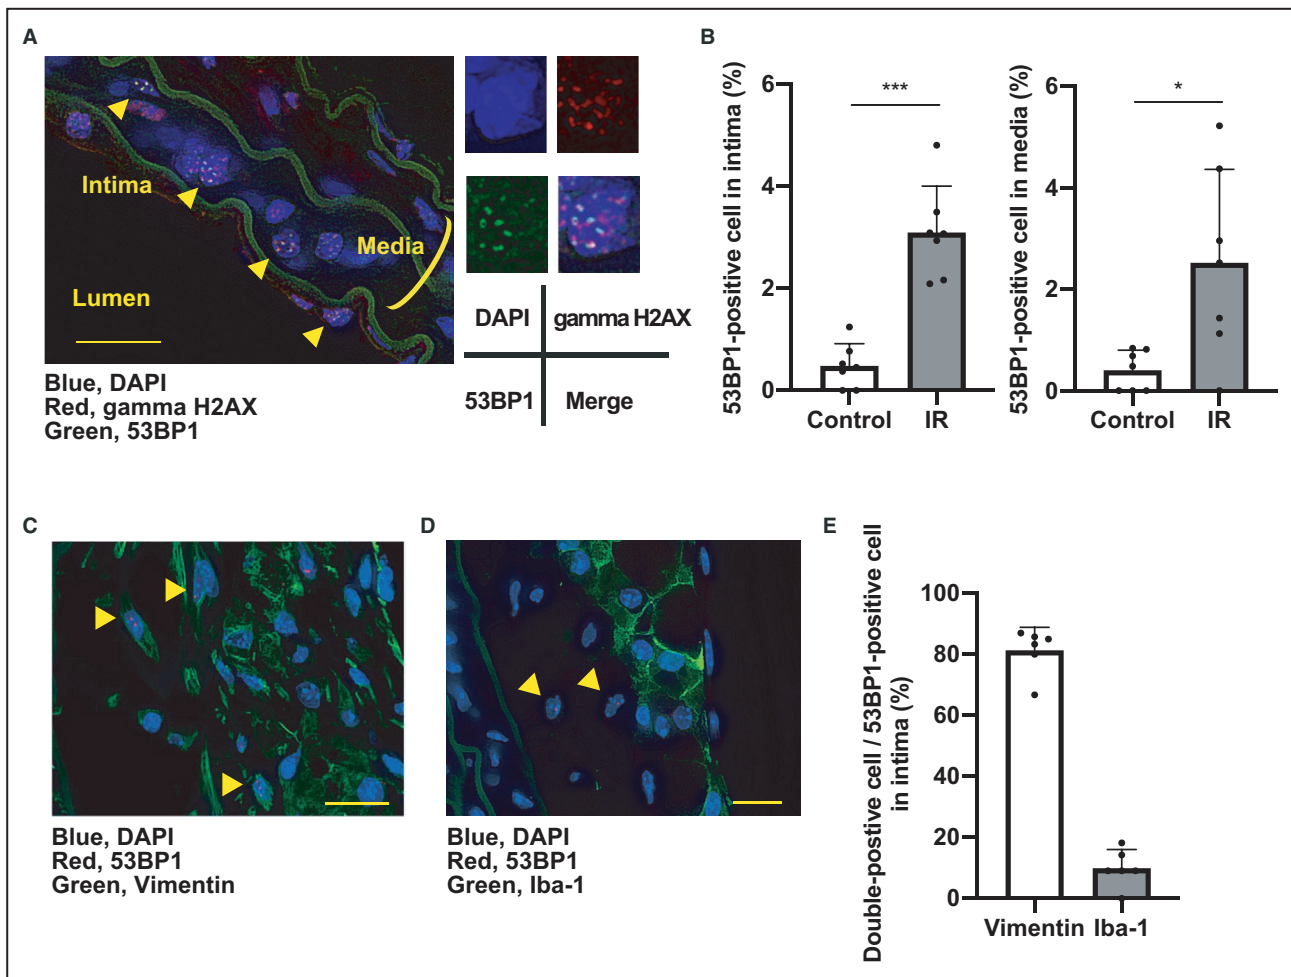 A
Intima
Media
Lumen
Blue, DAPI
Red, gamma H2AX
Green, 53BP1
DAPI
gamma H2AX
53BP1
Merge
B
53BP1-positive cell in intima (%)
6
4
2
0
***
Control
IR
53BP1-positive cell in media (%)
6
4
2
0
*
Control
IR
C
Blue, DAPI
Red, 53BP1
Green, Vimentin
D
Blue, DAPI
Red, 53BP1
Green, Iba-1
E
Double-postive cell / 53BP1-positive cell
in intima (%)
100
80
60
40
20
0
Vimentin
Iba-1